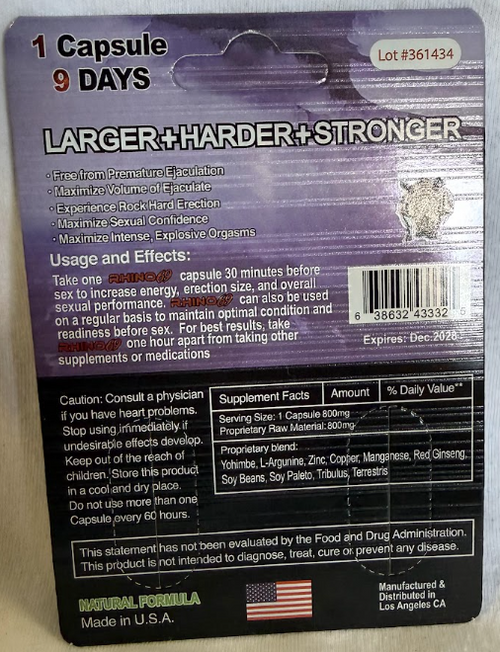 1 Capsule
9 DAYS
Lot #361434
LARGER+HARDER+STRONGER
· Free from Premature Ejaculation
· Maximize Volume of Ejaculate
· Experience Rock Hard Erection
· Maximize Sexual Confidence
· Maximize Intense, Explosive Orgasms
Usage and Effects:
Take one RHINO 69 capsule 30 minutes before
sex to increase energy, erection size, and overall
sexual performance. RHINO 69 can also be used
on a regular basis to maintain optimal condition and
readiness before sex. For best results, take
RHINO 69 one hour apart from taking other
supplements or medications
6 38632 43332 6
Expires: Dec.2028
Caution: Consult a physician
if you have heart problems.
Stop using immediately if
undesirable effects develop.
Keep out of the reach of
children. Store this product
in a cool and dry place.
Do not use more than one
Capsule every 60 hours.
Supplement Facts Amount % Daily Value**
Serving Size: 1 Capsule 800mg
Proprietary Raw Material: 800mg
Proprietary blend:
Yohimbe, L-Argunine, Zinc, Copper, Manganese, Red Ginseng,
Soy Beans, Soy Paleto, Tribulus, Terrestris
This statement has not been evaluated by the Food and Drug Administration.
This product is not intended to diagnose, treat, cure or prevent any disease.
NATURAL FORMULA
Made in U.S.A.
Manufactured &
Distributed in
Los Angeles CA